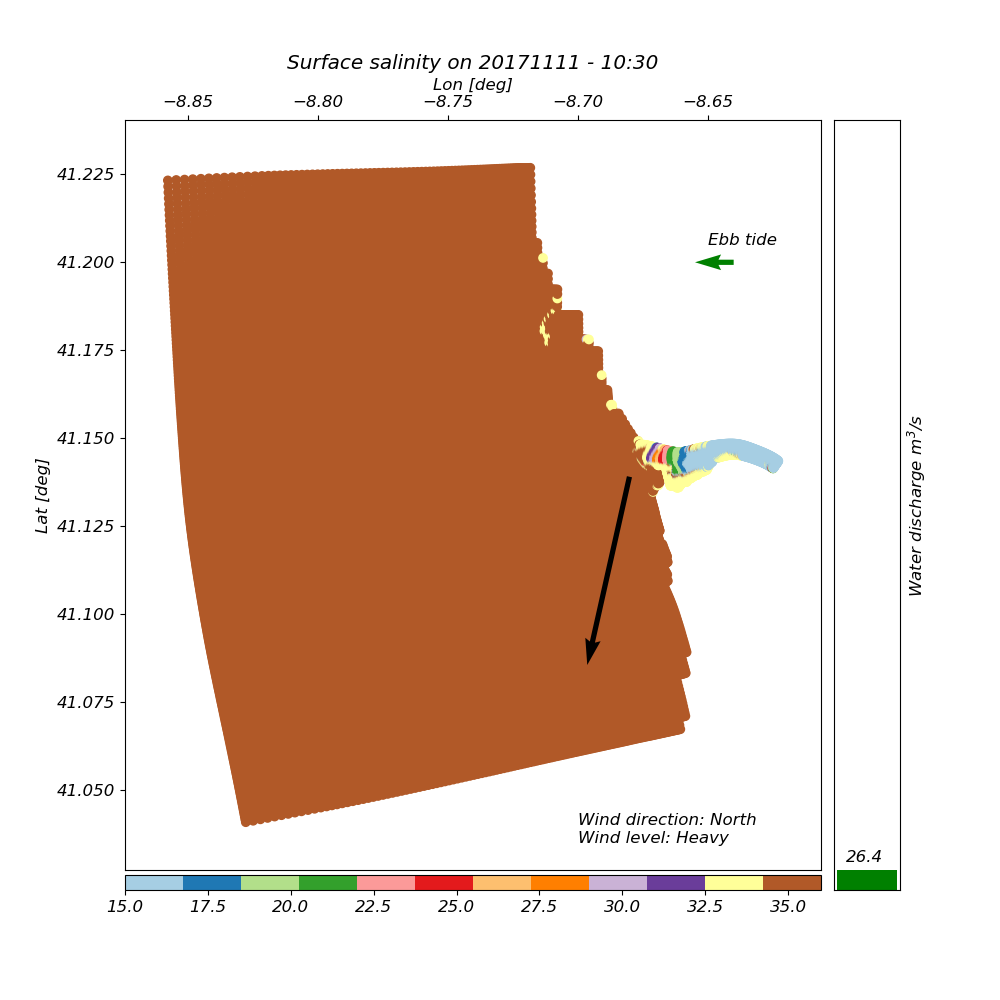 Surface salinity on 20171111 - 10:30
Lon [deg]
−8.85 −8.80 −8.75 −8.70 −8.65
41.225
41.200
41.175
41.150
41.125
41.100
41.075
41.050
Lat [deg]
Ebb tide
Wind direction: North
Wind level: Heavy
Water discharge m³/s
26.4
15.0 17.5 20.0 22.5 25.0 27.5 30.0 32.5 35.0